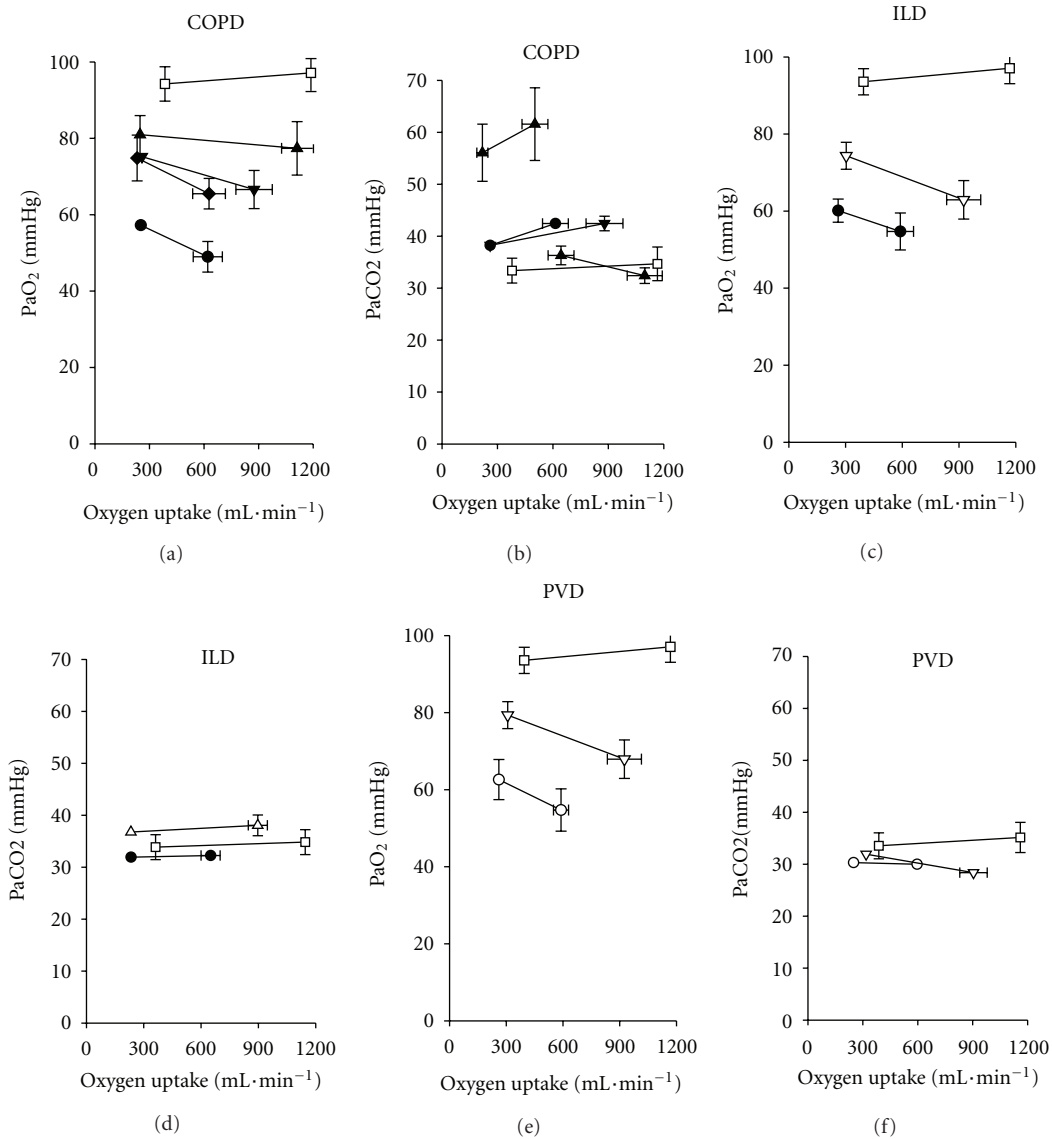 COPD
100
80
60
40
20
0
PaO₂ (mmHg)
0 300 600 900 1200
Oxygen uptake (mL·min⁻¹)
(a)
COPD
70
60
50
40
30
20
10
0
PaCO2 (mmHg)
0 300 600 900 1200
Oxygen uptake (mL·min⁻¹)
(b)
ILD
100
80
60
40
20
0
PaO₂ (mmHg)
0 300 600 900 1200
Oxygen uptake (mL·min⁻¹)
(c)
ILD
70
60
50
40
30
20
10
0
PaCO2 (mmHg)
0 300 600 900 1200
Oxygen uptake (mL·min⁻¹)
(d)
PVD
100
80
60
40
20
0
PaO₂ (mmHg)
0 300 600 900 1200
Oxygen uptake (mL·min⁻¹)
(e)
PVD
70
60
50
40
30
20
10
0
PaCO2(mmHg)
0 300 600 900 1200
Oxygen uptake (mL·min⁻¹)
(f)